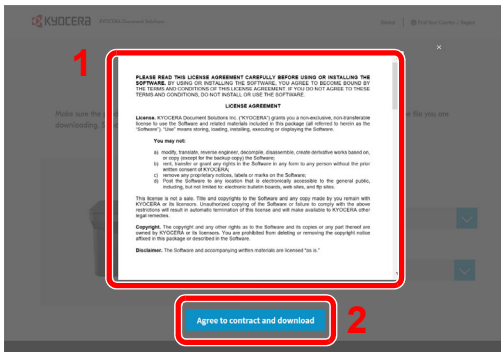 KYOCERA KYOCERA Document Solutions
Home Find Your Country / Region
1
PLEASE READ THIS LICENSE AGREEMENT CAREFULLY BEFORE USING OR INSTALLING THE
SOFTWARE. BY USING OR INSTALLING THE SOFTWARE, YOU AGREE TO BECOME BOUND BY
THE TERMS AND CONDITIONS OF THIS LICENSE AGREEMENT. IF YOU DO NOT AGREE TO THESE
TERMS AND CONDITIONS, DO NOT INSTALL, OR USE THE SOFTWARE.
LICENSE AGREEMENT
License. KYOCERA Document Solutions Inc. ("KYOCERA") grants you a non-exclusive, non-transferable
license to use the Software and related materials included in this package (all referred to herein as the
"Software"). "Use" means storing, loading, installing, executing or displaying the Software.
You may not:
a) modify, translate, reverse engineer, decompile, disassemble, create derivative works based on,
or copy (except for the backup copy) the Software;
b) rent, transfer or grant any rights in the Software in any form to any person without the prior
written consent of KYOCERA;
c) remove any proprietary notices, labels or marks on the Software;
d) Post the Software to any location that is electronically accessible to the general public,
including, but not limited to: electronic bulletin boards, web sites, and ftp sites.
This license is not a sale. Title and copyrights to the Software and any copy made by you remain with
KYOCERA or its licensors. Unauthorized copying of the Software or failure to comply with the above
restrictions will result in automatic termination of this license and will make available to KYOCERA other
legal remedies.
Copyright. The copyright and any other rights as to the Software and its copies or any part thereof are
owned by KYOCERA or its licensors. You are prohibited from deleting or removing the copyright notice
affixed in this package or described in the Software.
Disclaimer. The Software and accompanying written materials are licensed "as is."
Make sure the
e file you are
downloading. S
Agree to contract and download
2